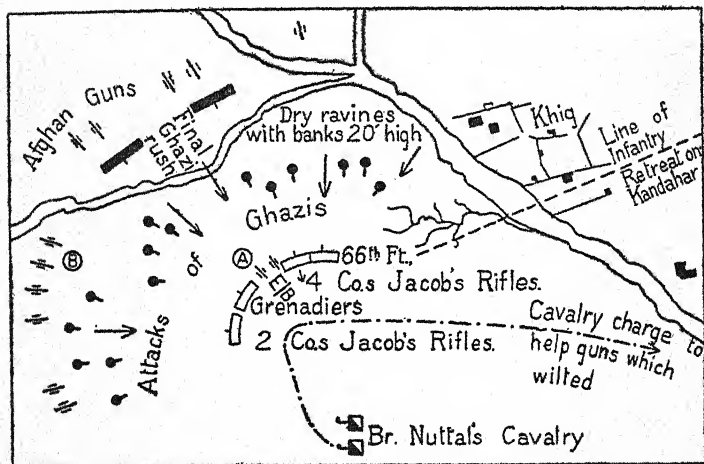 Afghan Guns
Final
Ghazi
rush
Dry ravines
with banks 20' high
Khig
Line of
Infantry
Retreat on
Kandahar
Attacks of Ghazis
A
B
E/B
66th Ft.,
4 Cos Jacob's Rifles.
Grenadiers
2 Cos Jacob's Rifles.
Cavalry charge to
help guns which
wilted
Br. Nuttal's Cavalry